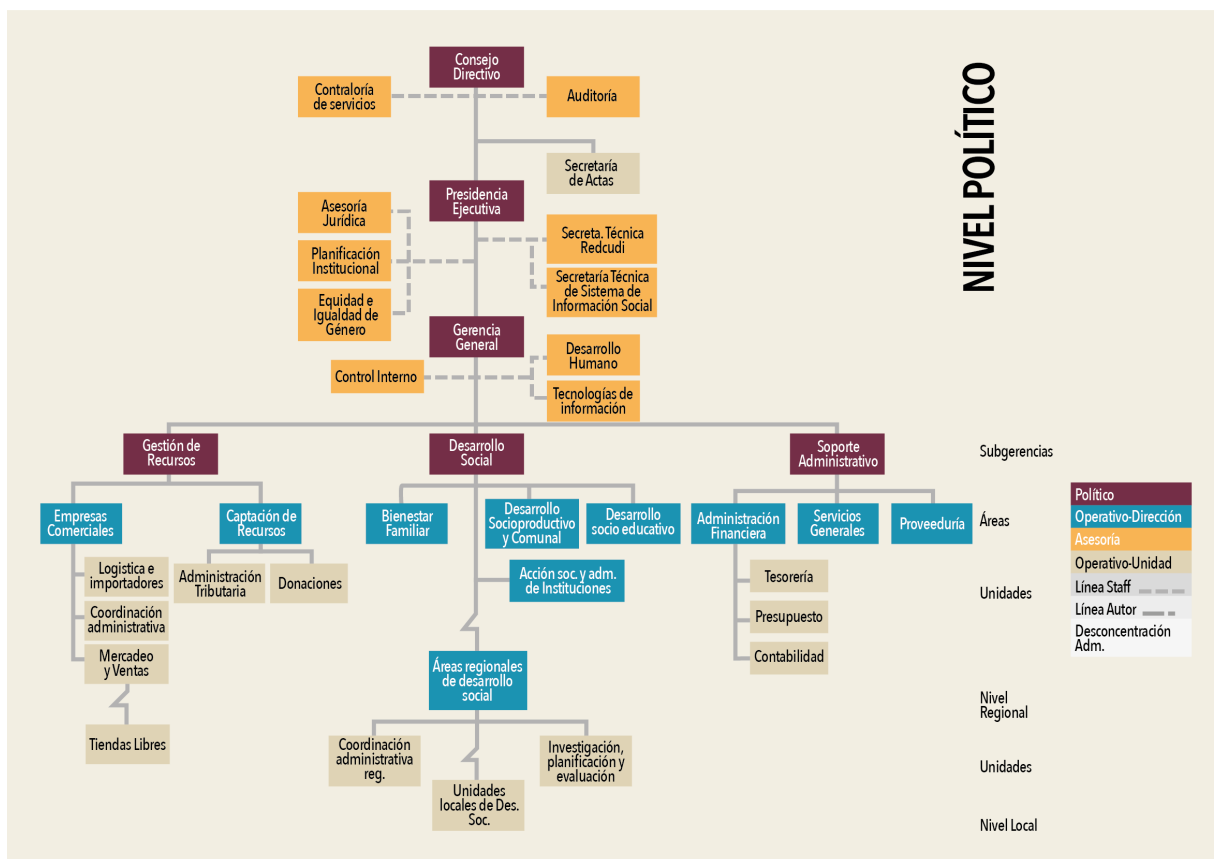 Consejo
Directivo
Contraloría
de servicios
Auditoría
Secretaría
de Actas
Presidencia
Ejecutiva
Asesoría
Jurídica
Planificación
Institucional
Equidad e
Igualdad de
Género
Secreta. Técnica
Redcudi
Secretaría Técnica
de Sistema de
Información Social
Gerencia
General
Control Interno
Desarrollo
Humano
Tecnologías de
información
NIVEL POLÍTICO
Gestión de
Recursos
Desarrollo
Social
Soporte
Administrativo
Subgerencias
Empresas
Comerciales
Captación de
Recursos
Bienestar
Familiar
Desarrollo
Socioproductivo
y Comunal
Desarrollo
socio educativo
Administración
Financiera
Servicios
Generales
Proveeduría
Áreas
Logistica e
importadores
Coordinación
administrativa
Mercadeo
y Ventas
Tiendas Libres
Administración
Tributaria
Donaciones
Acción soc. y adm.
de Instituciones
Tesorería
Presupuesto
Contabilidad
Unidades
Áreas regionales
de desarrollo
social
Nivel
Regional
Coordinación
administrativa
reg.
Unidades
locales de Des.
Soc.
Investigación,
planificación y
evaluación
Unidades
Nivel Local
Político
Operativo-Dirección
Asesoría
Operativo-Unidad
Línea Staff
Línea Autor
Desconcentración
Adm.